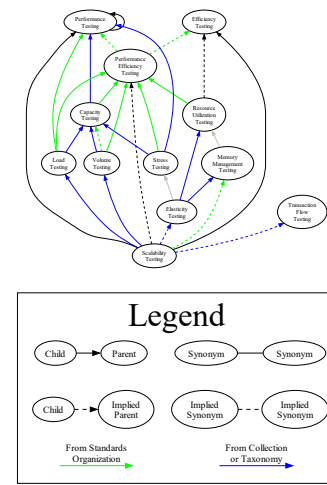 Performance
Testing
Efficiency
Testing
Performance
Efficiency
Testing
Capacity
Testing
Resource
Utilization
Testing
Load
Testing
Volume
Testing
Stress
Testing
Memory
Management
Testing
Elasticity
Testing
Transaction
Flow
Testing
Scalability
Testing
Legend
Child
Parent
Synonym
Synonym
Child
Implied
Parent
Implied
Synonym
Implied
Synonym
From Standards
Organization
From Collection
or Taxonomy